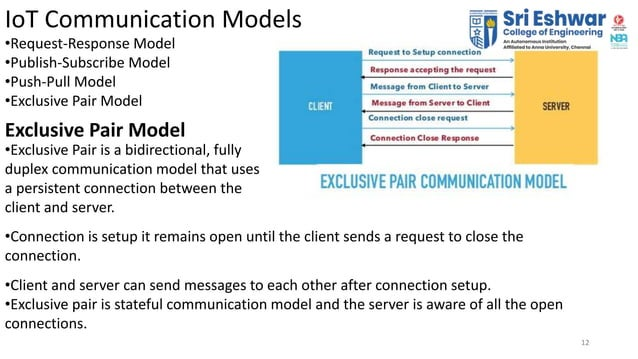 IoT Communication Models
•Request-Response Model
•Publish-Subscribe Model
•Push-Pull Model
•Exclusive Pair Model
Sri Eshwar
College of Engineering
An Autonomous Institution
Affiliated to Anna University, Chennai
NBA
Exclusive Pair Model
•Exclusive Pair is a bidirectional, fully
duplex communication model that uses
a persistent connection between the
client and server.
Request to Setup connection
Response accepting the request
Message from Client to Server
Message from Server to Client
Connection close request
Connection Close Response
CLIENT
SERVER
EXCLUSIVE PAIR COMMUNICATION MODEL
•Connection is setup it remains open until the client sends a request to close the
connection.
•Client and server can send messages to each other after connection setup.
•Exclusive pair is stateful communication model and the server is aware of all the open
connections.
12